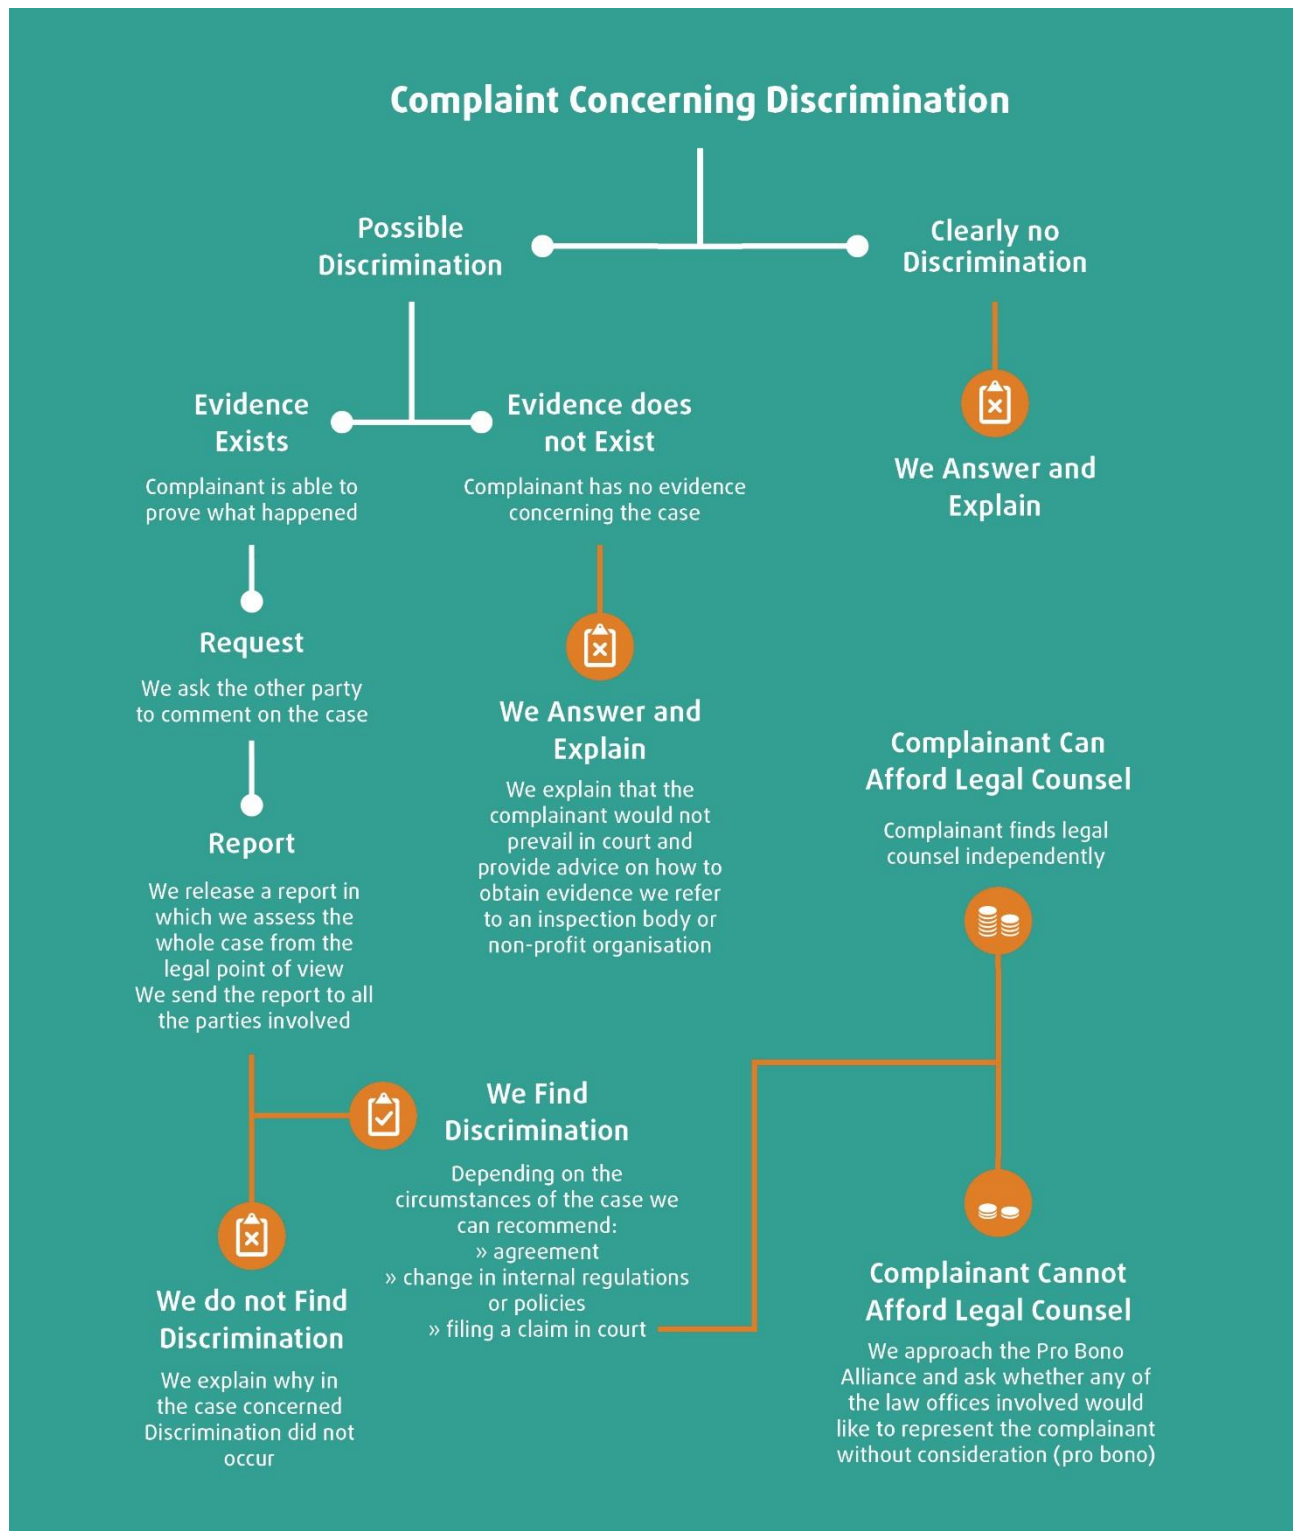 Complaint Concerning Discrimination
Possible
Discrimination
Clearly no
Discrimination
Evidence
Exists
Complainant is able to
prove what happened
Evidence does
not Exist
Complainant has no evidence
concerning the case
We Answer and
Explain
Request
We ask the other party
to comment on the case
We Answer and
Explain
We explain that the
complainant would not
prevail in court and
provide advice on how to
obtain evidence we refer
to an inspection body or
non-profit organisation
Report
We release a report in
which we assess the
whole case from the
legal point of view
We send the report to all
the parties involved
Complainant Can
Afford Legal Counsel
Complainant finds legal
counsel independently
We Find
Discrimination
Depending on the
circumstances of the case we
can recommend:
» agreement
» change in internal regulations
or policies
» filing a claim in court
We do not Find
Discrimination
We explain why in
the case concerned
Discrimination did not
occur
Complainant Cannot
Afford Legal Counsel
We approach the Pro Bono
Alliance and ask whether any of
the law offices involved would
like to represent the complainant
without consideration (pro bono)